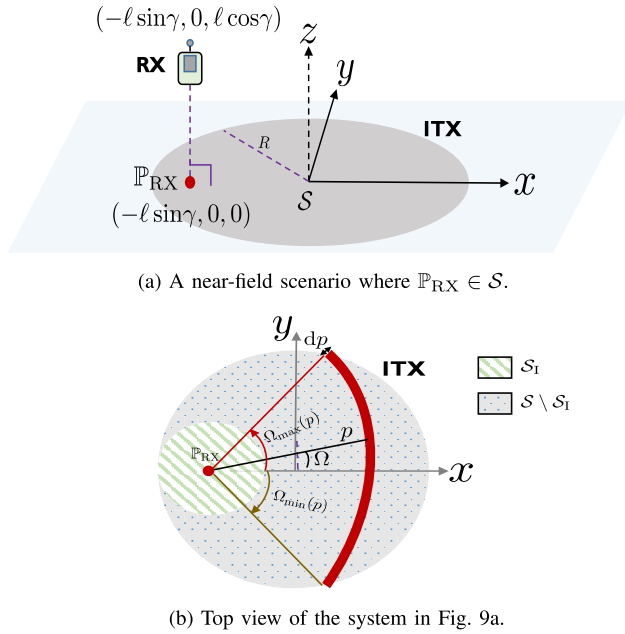 (−ℓ sinγ, 0, ℓ cosγ)
z
RX
y
ITX
R
ℙ_RX
x
𝒮
(−ℓ sinγ, 0, 0)
(a) A near-field scenario where ℙ_RX ∈ 𝒮.
y
dp
ITX
𝒮_I
𝒮 \ 𝒮_I
Ω_max(p)
p
ℙ_RX
Ω
x
Ω_min(p)
(b) Top view of the system in Fig. 9a.